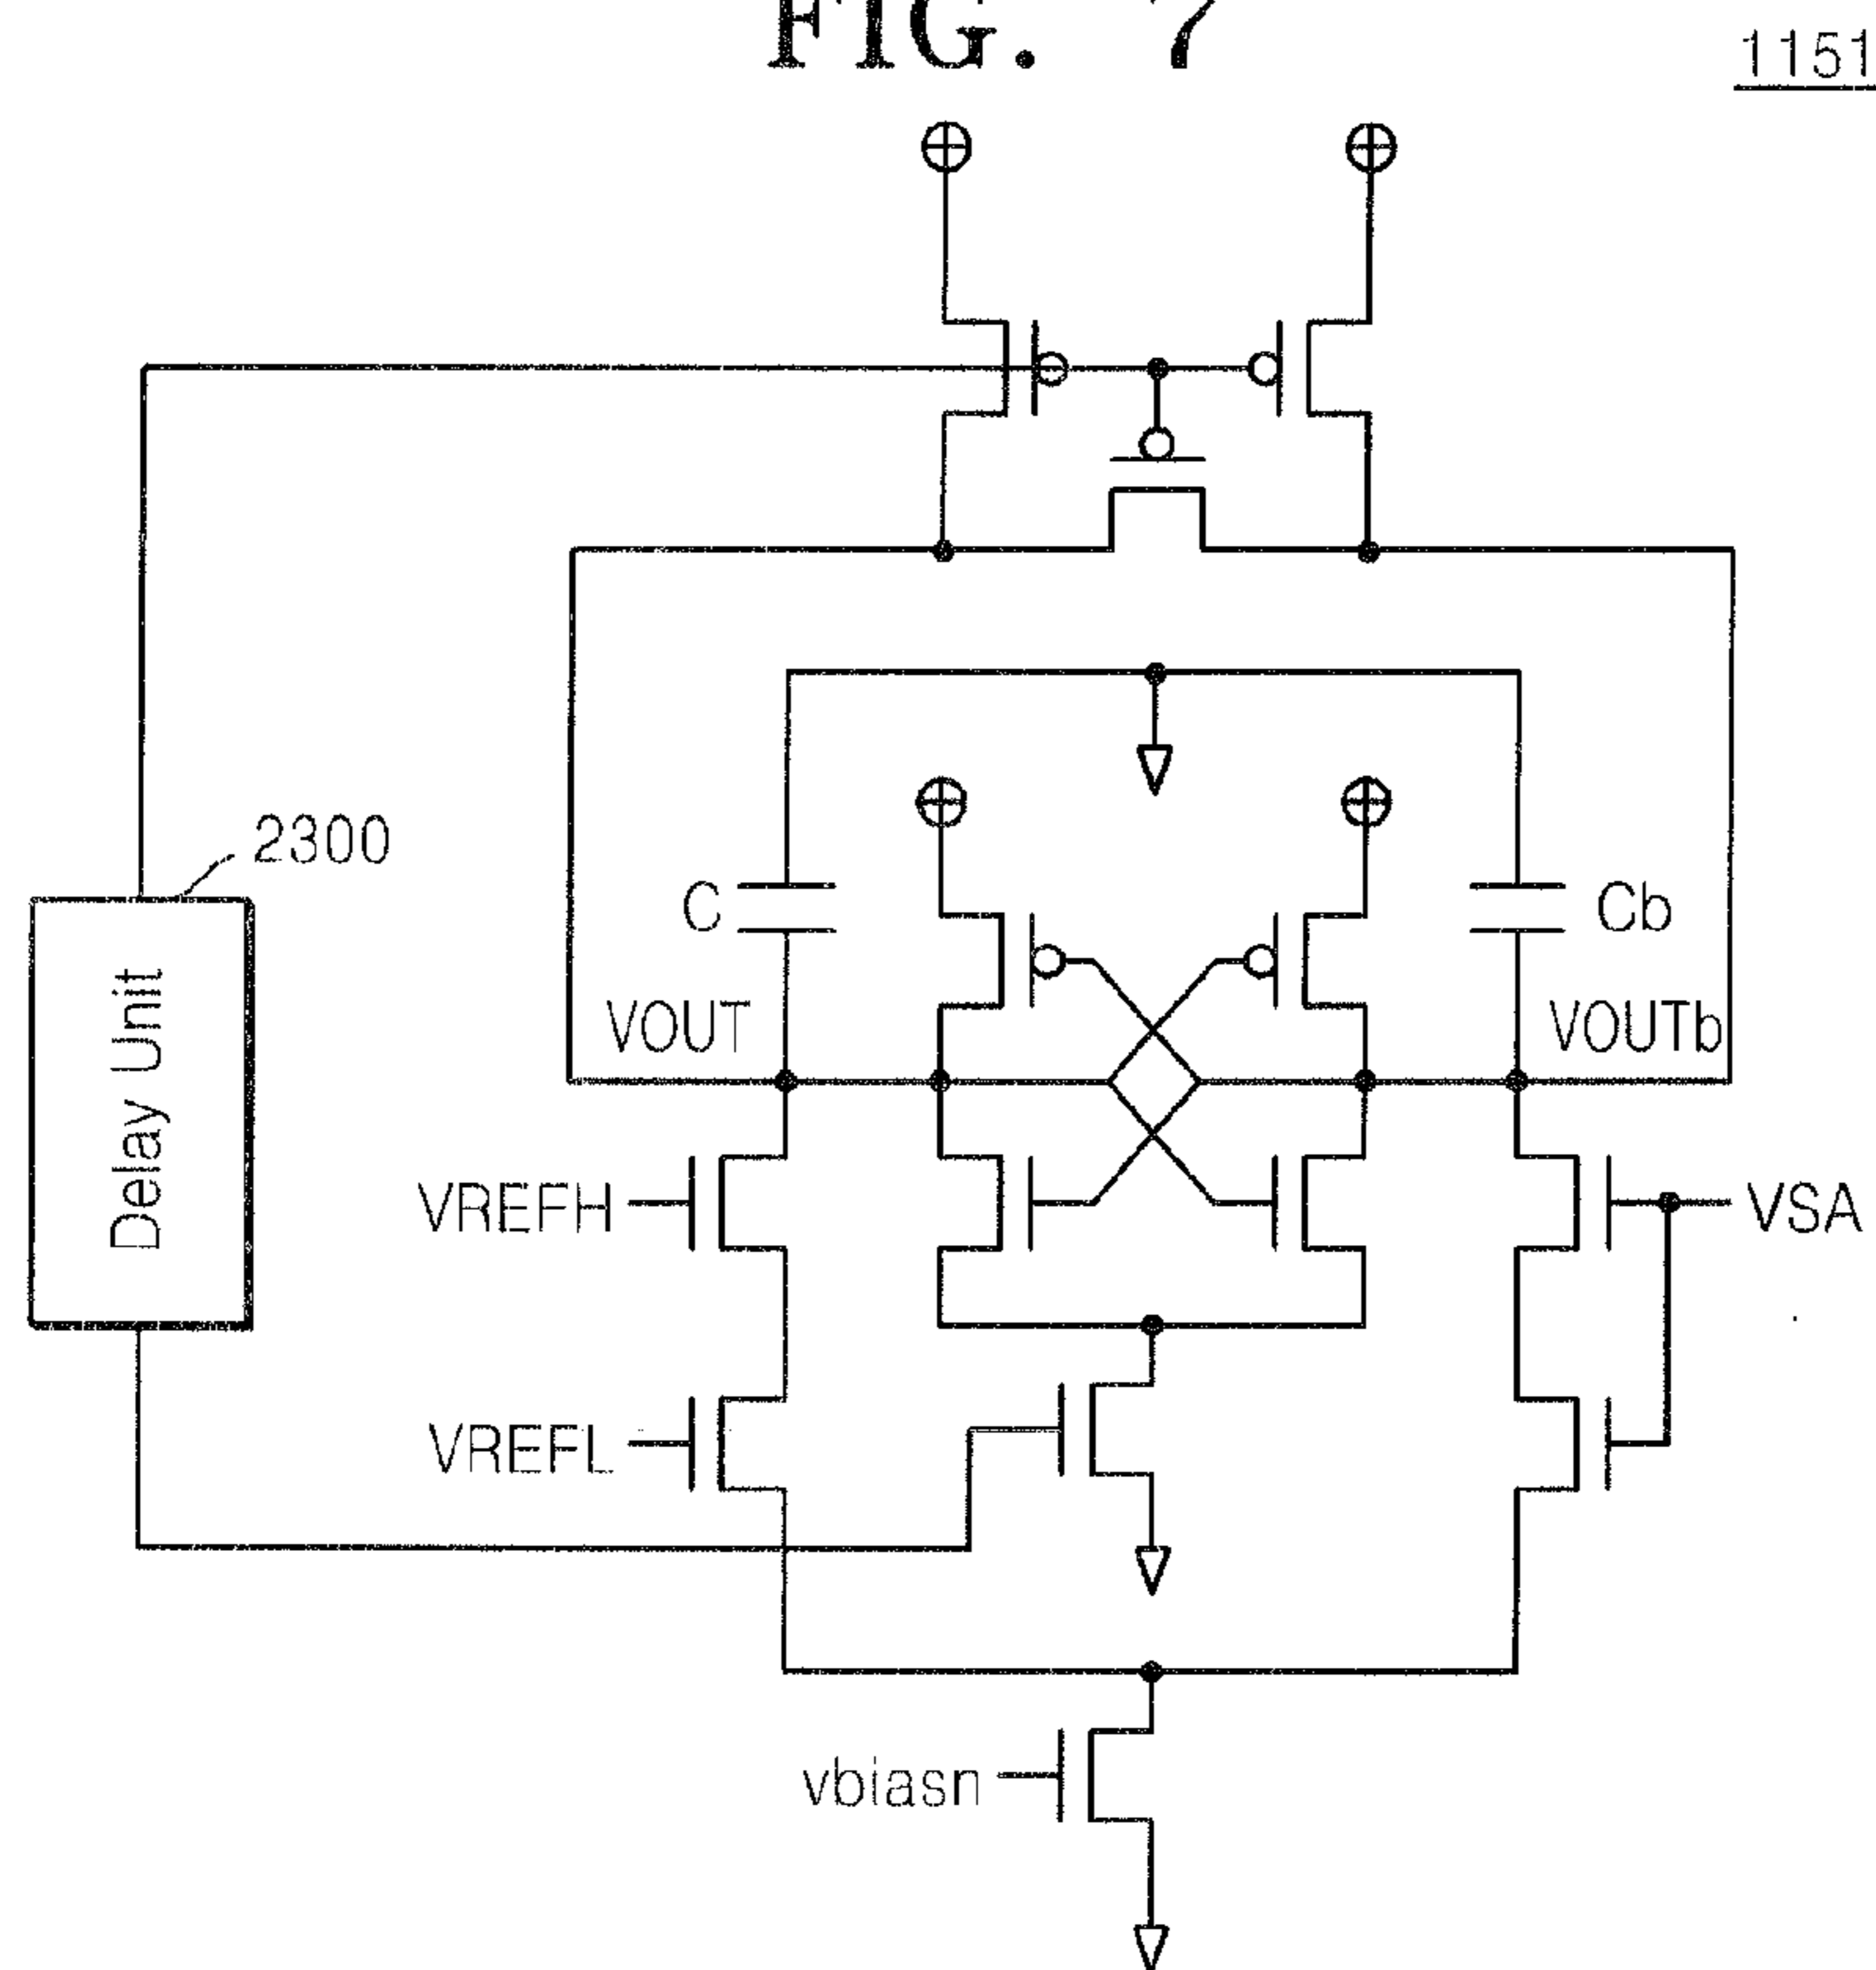 FIG. 7
1151
2300
C
Cb
Delay Unit
VOUT
VOUTb
VREFH
VSA
VREFL
vbiasn